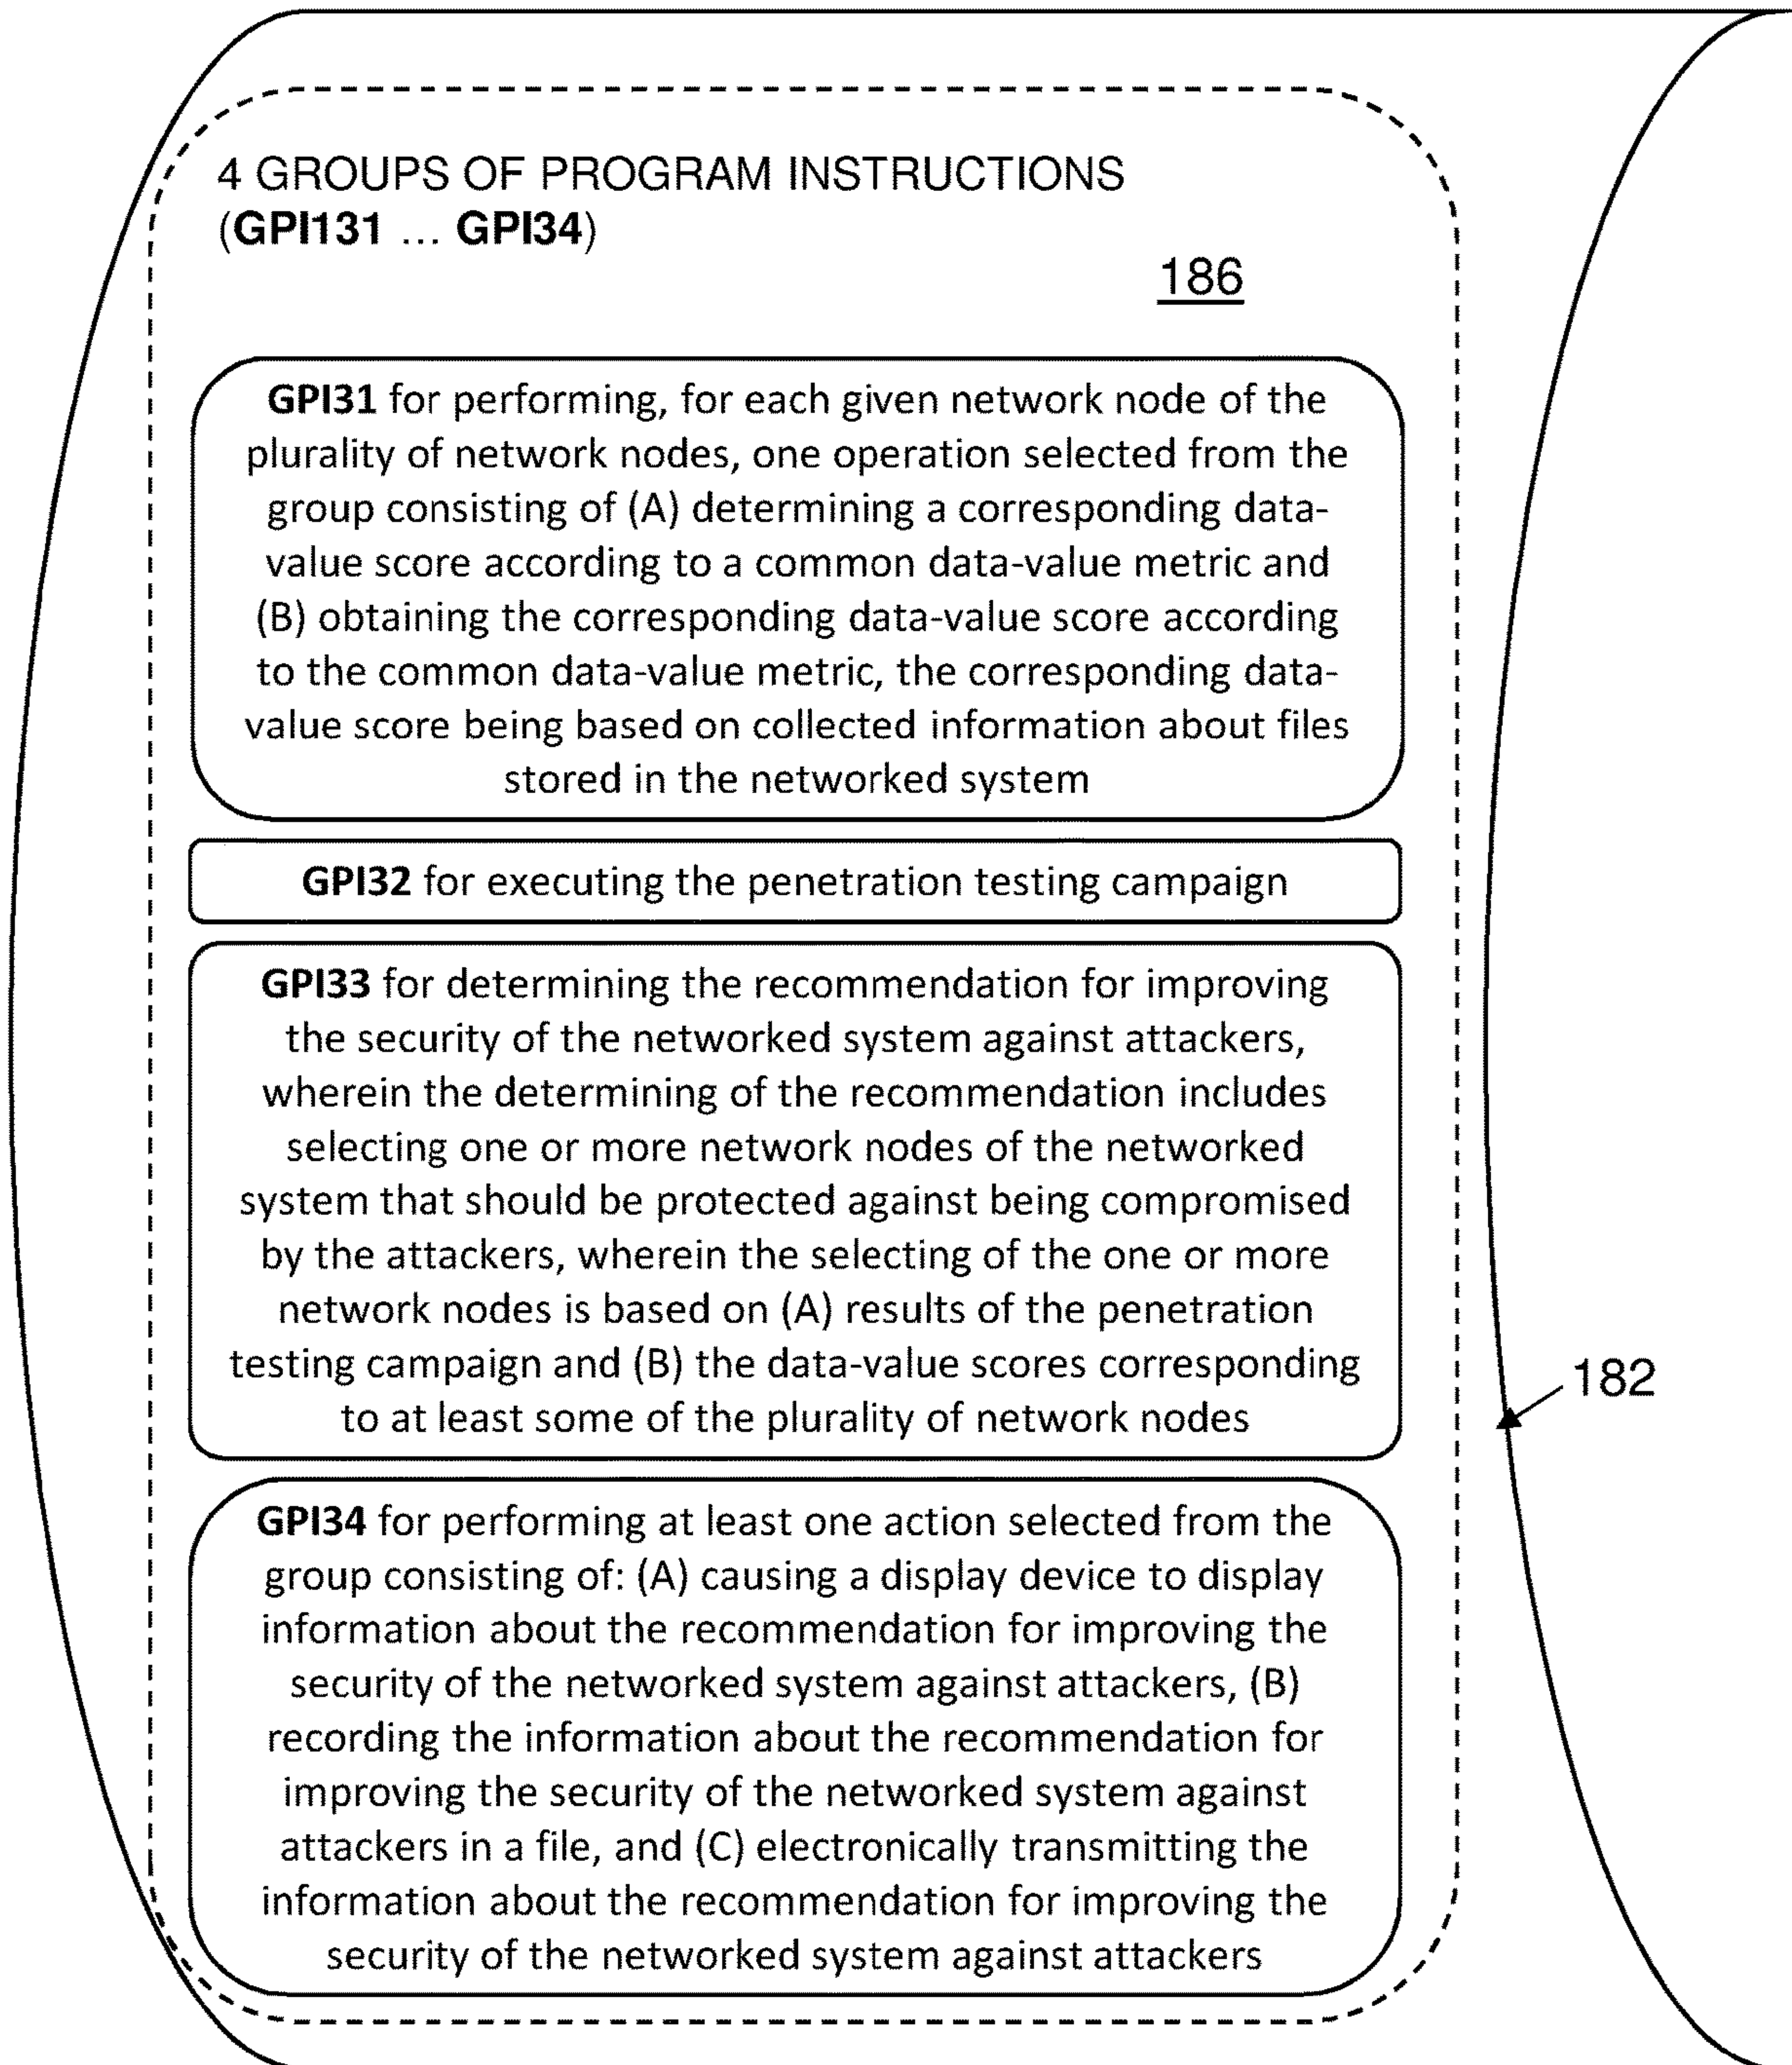 4 GROUPS OF PROGRAM INSTRUCTIONS
(GPI131 ... GPI34)
186
GPI31 for performing, for each given network node of the
plurality of network nodes, one operation selected from the
group consisting of (A) determining a corresponding data-
value score according to a common data-value metric and
(B) obtaining the corresponding data-value score according
to the common data-value metric, the corresponding data-
value score being based on collected information about files
stored in the networked system
GPI32 for executing the penetration testing campaign
GPI33 for determining the recommendation for improving
the security of the networked system against attackers,
wherein the determining of the recommendation includes
selecting one or more network nodes of the networked
system that should be protected against being compromised
by the attackers, wherein the selecting of the one or more
network nodes is based on (A) results of the penetration
testing campaign and (B) the data-value scores corresponding
to at least some of the plurality of network nodes
182
GPI34 for performing at least one action selected from the
group consisting of: (A) causing a display device to display
information about the recommendation for improving the
security of the networked system against attackers, (B)
recording the information about the recommendation for
improving the security of the networked system against
attackers in a file, and (C) electronically transmitting the
information about the recommendation for improving the
security of the networked system against attackers